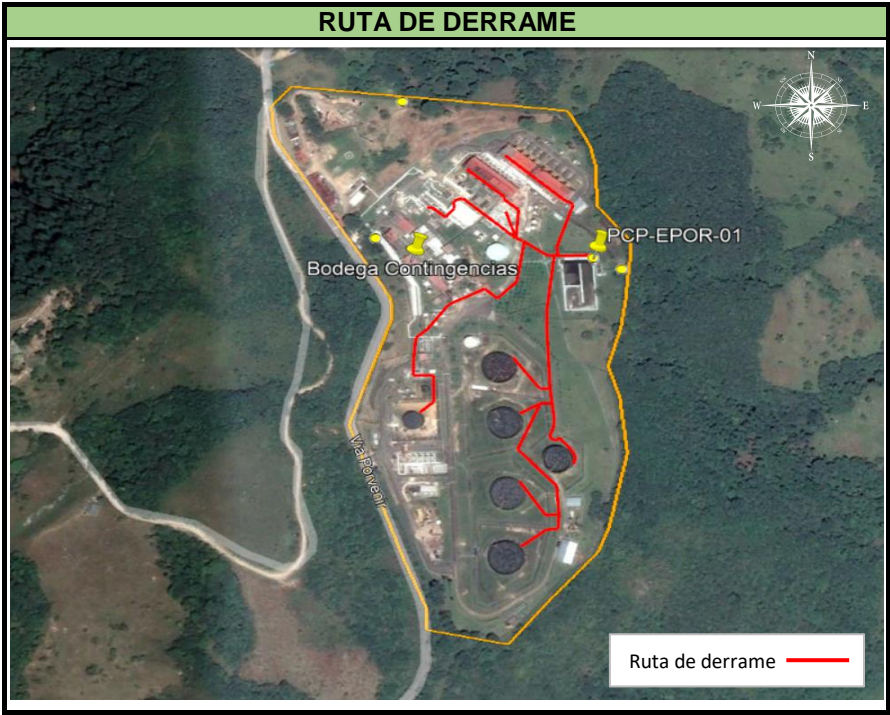 RUTA DE DERRAME
N
W
E
S
PCP-EPOR-01
Bodega Contingencias
Vía Porvenir
Ruta de derrame